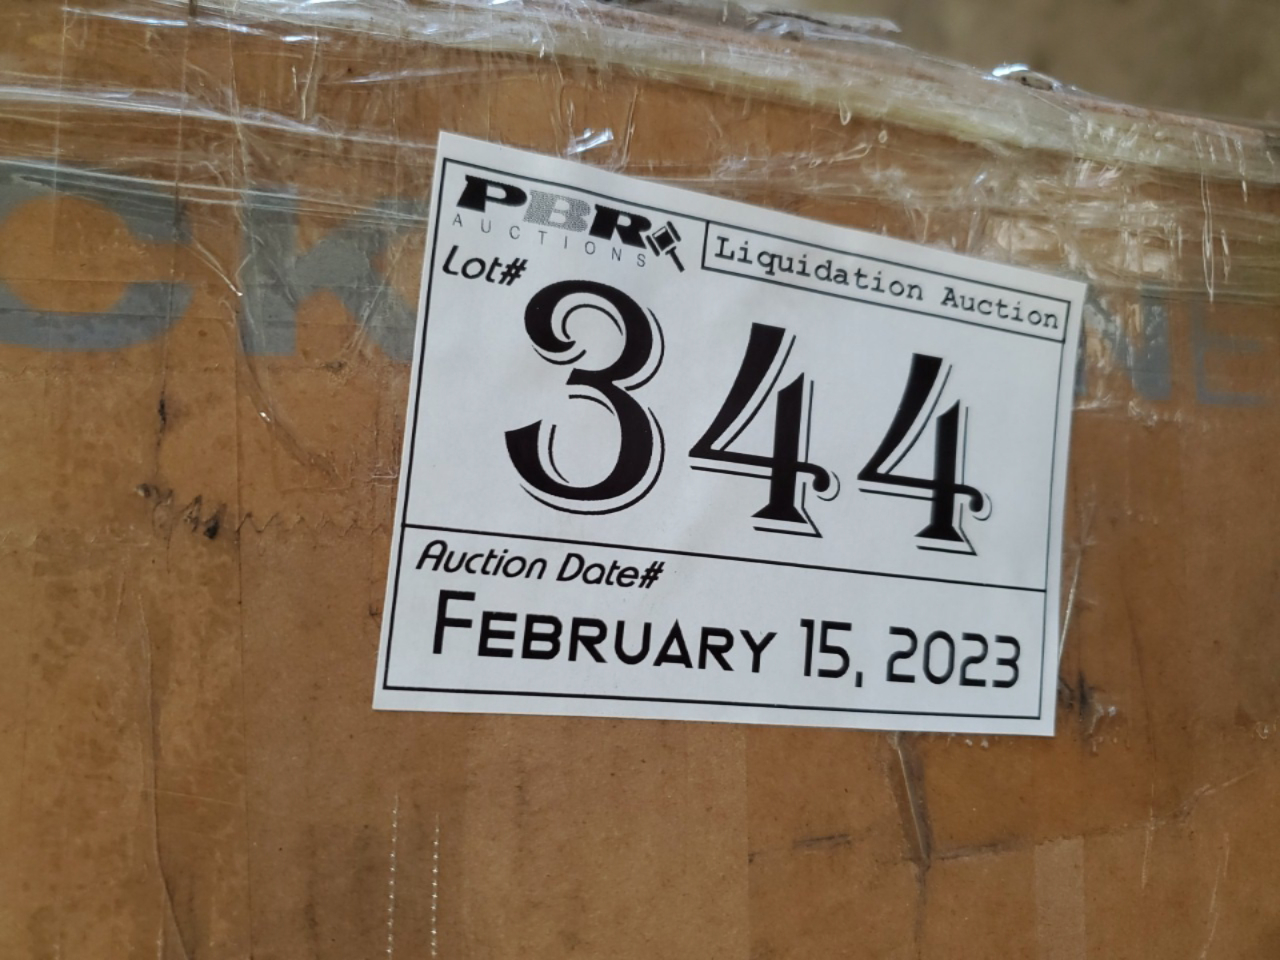 PBR
AUCTIONS
Liquidation Auction
Lot#
344
Auction Date#
FEBRUARY 15, 2023